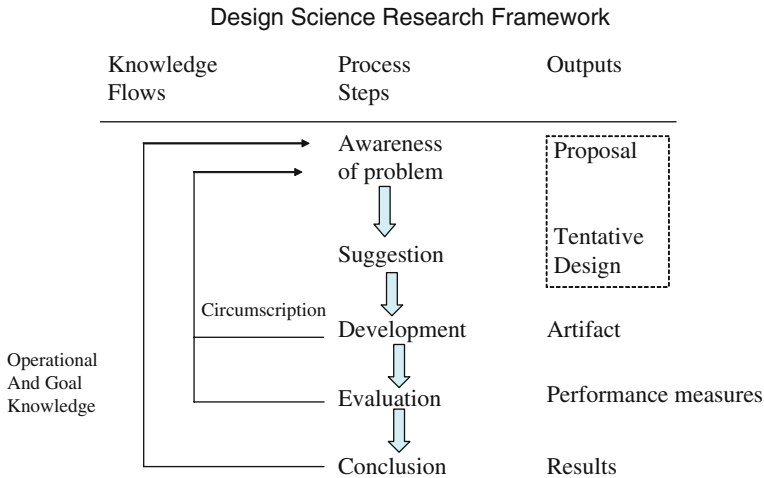 Design Science Research Framework
Knowledge
Flows
Process
Steps
Outputs
Awareness
of problem
Proposal
Suggestion
Tentative
Design
Circumscription
Development
Artifact
Operational
And Goal
Knowledge
Evaluation
Performance measures
Conclusion
Results